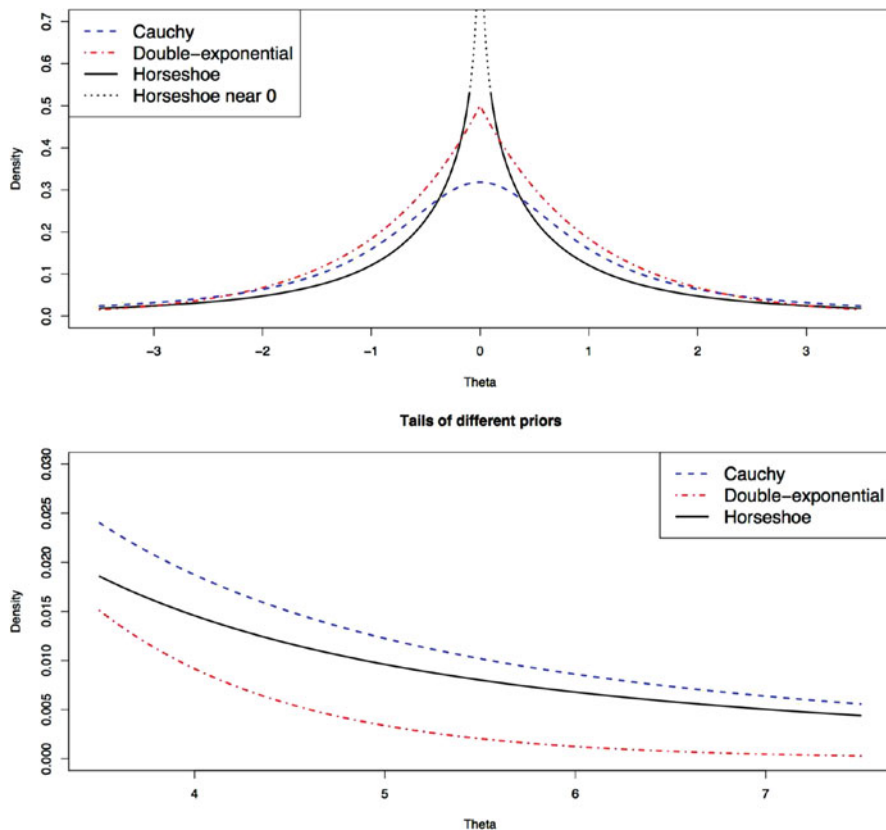 Cauchy
Double−exponential
Horseshoe
Horseshoe near 0
Density
0.7
0.6
0.5
0.4
0.3
0.2
0.1
0.0
−3
−2
−1
0
1
2
3
Theta
Tails of different priors
Cauchy
Double−exponential
Horseshoe
Density
0.030
0.025
0.020
0.015
0.010
0.005
0.000
4
5
6
7
Theta